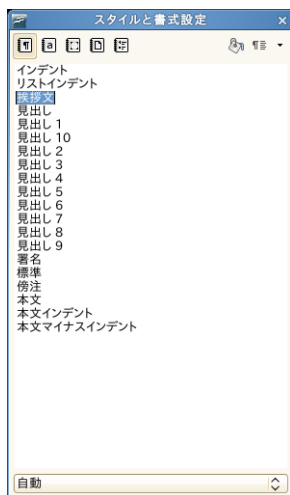 スタイルと書式設定
インデント
リストインデント
挨拶文
見出し
見出し 1
見出し 10
見出し 2
見出し 3
見出し 4
見出し 5
見出し 6
見出し 7
見出し 8
見出し 9
署名
標準
傍注
本文
本文インデント
本文マイナスインデント
自動